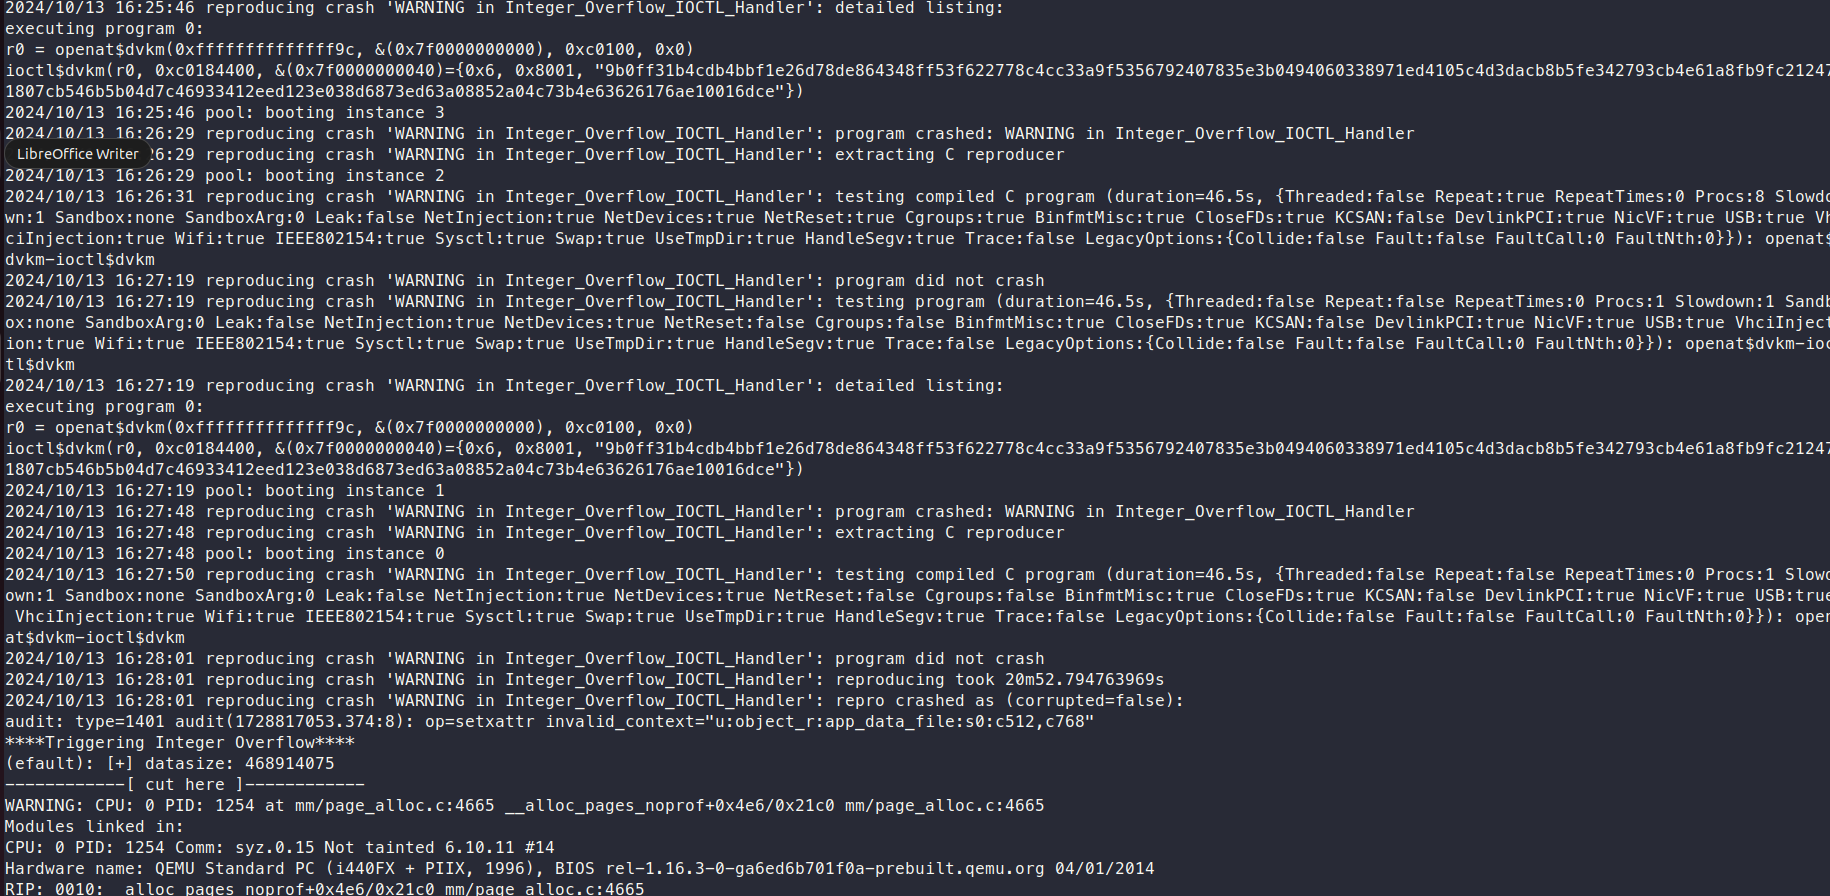 2024/10/13 16:25:46 reproducing crash 'WARNING in Integer_Overflow_IOCTL_Handler': detailed listing:
executing program 0:
r0 = openat$dvkm(0xffffffffffffff9c, &(0x7f0000000000), 0xc0100, 0x0)
ioctl$dvkm(r0, 0xc0184400, &(0x7f0000000040)={0x6, 0x8001, "9b0ff31b4cdb4bbf1e26d78de864348ff53f622778c4cc33a9f5356792407835e3b0494060338971ed4105c4d3dacb8b5fe342793cb4e61a8fb9fc21247
1807cb546b5b04d7c46933412eed123e038d6873ed63a08852a04c73b4e63626176ae10016dce"})
2024/10/13 16:25:46 pool: booting instance 3
2024/10/13 16:26:29 reproducing crash 'WARNING in Integer_Overflow_IOCTL_Handler': program crashed: WARNING in Integer_Overflow_IOCTL_Handler
LibreOffice Writer 26:29 reproducing crash 'WARNING in Integer_Overflow_IOCTL_Handler': extracting C reproducer
2024/10/13 16:26:29 pool: booting instance 2
2024/10/13 16:26:31 reproducing crash 'WARNING in Integer_Overflow_IOCTL_Handler': testing compiled C program (duration=46.5s, {Threaded:false Repeat:true RepeatTimes:0 Procs:8 Slowdo
wn:1 Sandbox:none SandboxArg:0 Leak:false NetInjection:true NetDevices:true NetReset:true Cgroups:true BinfmtMisc:true CloseFDs:true KCSAN:false DevlinkPCI:true NicVF:true USB:true Vh
ciInjection:true Wifi:true IEEE802154:true Sysctl:true Swap:true UseTmpDir:true HandleSegv:true Trace:false LegacyOptions:{Collide:false Fault:false FaultCall:0 FaultNth:0}}): openat$
dvkm-ioctl$dvkm
2024/10/13 16:27:19 reproducing crash 'WARNING in Integer_Overflow_IOCTL_Handler': program did not crash
2024/10/13 16:27:19 reproducing crash 'WARNING in Integer_Overflow_IOCTL_Handler': testing program (duration=46.5s, {Threaded:false Repeat:false RepeatTimes:0 Procs:1 Slowdown:1 Sandb
ox:none SandboxArg:0 Leak:false NetInjection:true NetDevices:true NetReset:false Cgroups:false BinfmtMisc:true CloseFDs:true KCSAN:false DevlinkPCI:true NicVF:true USB:true VhciInject
ion:true Wifi:true IEEE802154:true Sysctl:true Swap:true UseTmpDir:true HandleSegv:true Trace:false LegacyOptions:{Collide:false Fault:false FaultCall:0 FaultNth:0}}): openat$dvkm-ioc
tl$dvkm
2024/10/13 16:27:19 reproducing crash 'WARNING in Integer_Overflow_IOCTL_Handler': detailed listing:
executing program 0:
r0 = openat$dvkm(0xffffffffffffff9c, &(0x7f0000000000), 0xc0100, 0x0)
ioctl$dvkm(r0, 0xc0184400, &(0x7f0000000040)={0x6, 0x8001, "9b0ff31b4cdb4bbf1e26d78de864348ff53f622778c4cc33a9f5356792407835e3b0494060338971ed4105c4d3dacb8b5fe342793cb4e61a8fb9fc21247
1807cb546b5b04d7c46933412eed123e038d6873ed63a08852a04c73b4e63626176ae10016dce"})
2024/10/13 16:27:19 pool: booting instance 1
2024/10/13 16:27:48 reproducing crash 'WARNING in Integer_Overflow_IOCTL_Handler': program crashed: WARNING in Integer_Overflow_IOCTL_Handler
2024/10/13 16:27:48 reproducing crash 'WARNING in Integer_Overflow_IOCTL_Handler': extracting C reproducer
2024/10/13 16:27:48 pool: booting instance 0
2024/10/13 16:27:50 reproducing crash 'WARNING in Integer_Overflow_IOCTL_Handler': testing compiled C program (duration=46.5s, {Threaded:false Repeat:false RepeatTimes:0 Procs:1 Slowd
own:1 Sandbox:none SandboxArg:0 Leak:false NetInjection:true NetDevices:true NetReset:false Cgroups:false BinfmtMisc:true CloseFDs:true KCSAN:false DevlinkPCI:true NicVF:true USB:true
VhciInjection:true Wifi:true IEEE802154:true Sysctl:true Swap:true UseTmpDir:true HandleSegv:true Trace:false LegacyOptions:{Collide:false Fault:false FaultCall:0 FaultNth:0}}): open
at$dvkm-ioctl$dvkm
2024/10/13 16:28:01 reproducing crash 'WARNING in Integer_Overflow_IOCTL_Handler': program did not crash
2024/10/13 16:28:01 reproducing crash 'WARNING in Integer_Overflow_IOCTL_Handler': reproducing took 20m52.794763969s
2024/10/13 16:28:01 reproducing crash 'WARNING in Integer_Overflow_IOCTL_Handler': repro crashed as (corrupted=false):
audit: type=1401 audit(1728817053.374:8): op=setxattr invalid_context="u:object_r:app_data_file:s0:c512,c768"
****Triggering Integer Overflow****
(efault): [+] datasize: 468914075
------------[ cut here ]------------
WARNING: CPU: 0 PID: 1254 at mm/page_alloc.c:4665 __alloc_pages_noprof+0x4e6/0x21c0 mm/page_alloc.c:4665
Modules linked in:
CPU: 0 PID: 1254 Comm: syz.0.15 Not tainted 6.10.11 #14
Hardware name: QEMU Standard PC (i440FX + PIIX, 1996), BIOS rel-1.16.3-0-ga6ed6b701f0a-prebuilt.qemu.org 04/01/2014
RIP: 0010:__alloc_pages_noprof+0x4e6/0x21c0 mm/page_alloc.c:4665